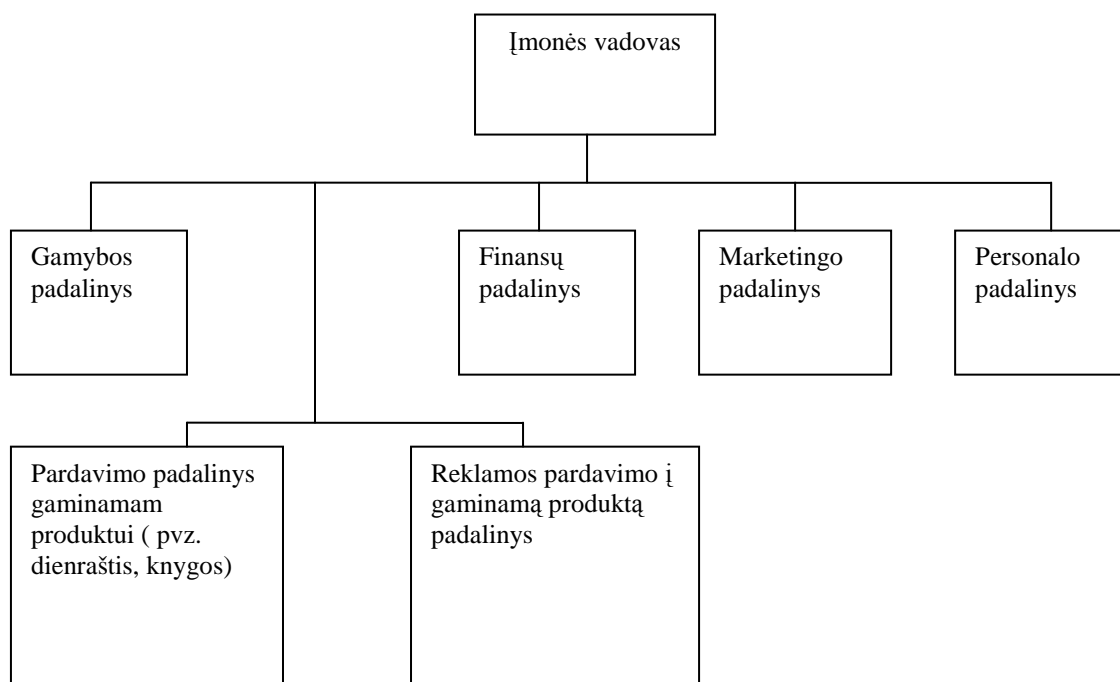 Įmonės vadovas
Gamybos
padalinys
Finansų
padalinys
Marketingo
padalinys
Personalo
padalinys
Pardavimo padalinys
gaminamam
produktui ( pvz.
dienraštis, knygos)
Reklamos pardavimo į
gaminamą produktą
padalinys